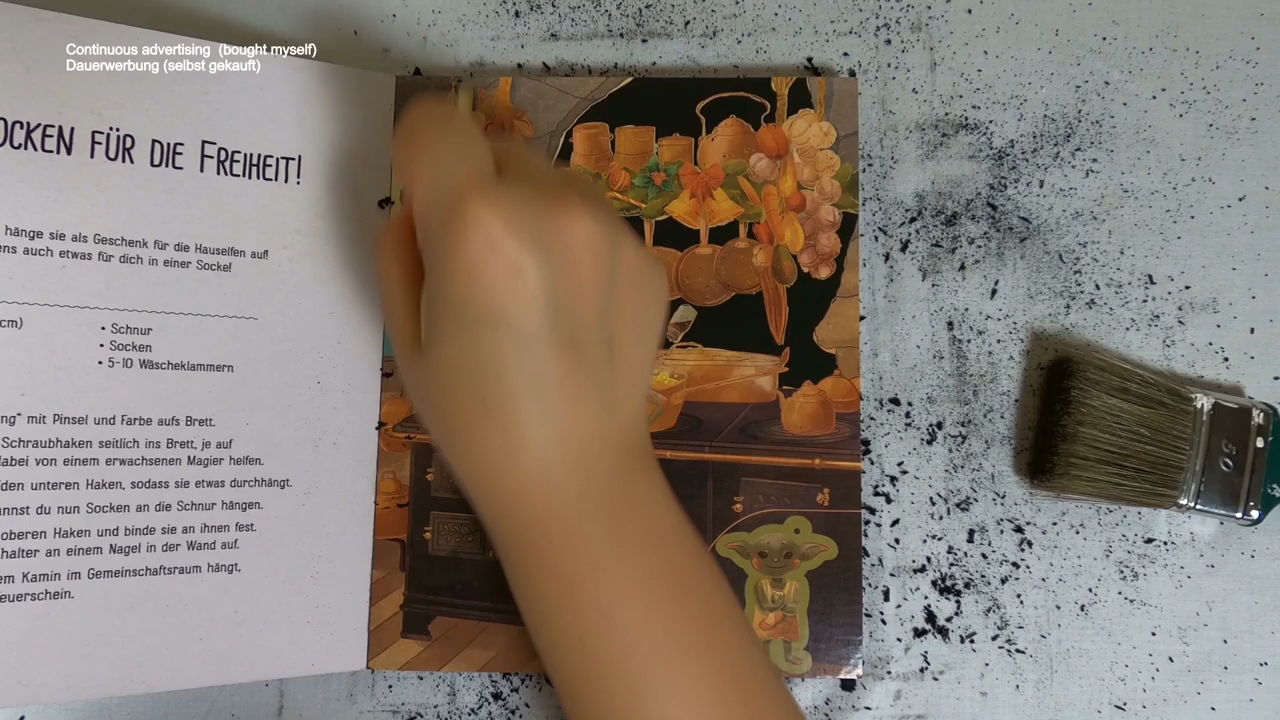 Continuous advertising (bought myself)
Dauerwerbung (selbst gekauft)
OCKEN FÜR DIE FREIHEIT!
hänge sie als Geschenk für die Hauselfen auf!
ens auch etwas für dich in einer Socke!
cm)
• Schnur
• Socken
• 5-10 Wäscheklammern
ng" mit Pinsel und Farbe aufs Brett.
Schraubhaken seitlich ins Brett, je auf
dabei von einem erwachsenen Magier helfen.
den unteren Haken, sodass sie etwas durchhängt.
annst du nun Socken an die Schnur hängen.
oberen Haken und binde sie an ihnen fest.
halter an einem Nagel in der Wand auf.
em Kamin im Gemeinschaftsraum hängt,
euerschein.
50